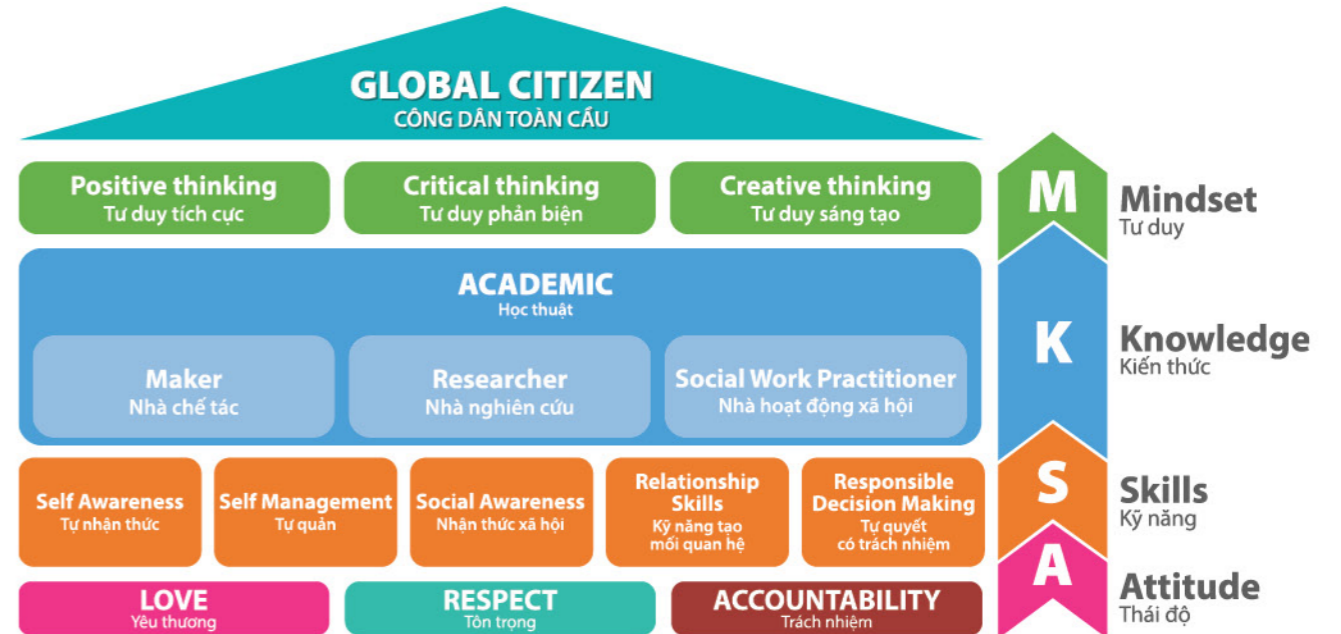 GLOBAL CITIZEN
CÔNG DÂN TOÀN CẦU
Positive thinking
Tư duy tích cực
Critical thinking
Tư duy phản biện
Creative thinking
Tư duy sáng tạo
M
Mindset
Tư duy
ACADEMIC
Học thuật
Maker
Nhà chế tác
Researcher
Nhà nghiên cứu
Social Work Practitioner
Nhà hoạt động xã hội
K
Knowledge
Kiến thức
Self Awareness
Tự nhận thức
Self Management
Tự quản
Social Awareness
Nhận thức xã hội
Relationship
Skills
Kỹ năng tạo
mối quan hệ
Responsible
Decision Making
Tự quyết
có trách nhiệm
S
Skills
Kỹ năng
LOVE
Yêu thương
RESPECT
Tôn trọng
ACCOUNTABILITY
Trách nhiệm
A
Attitude
Thái độ